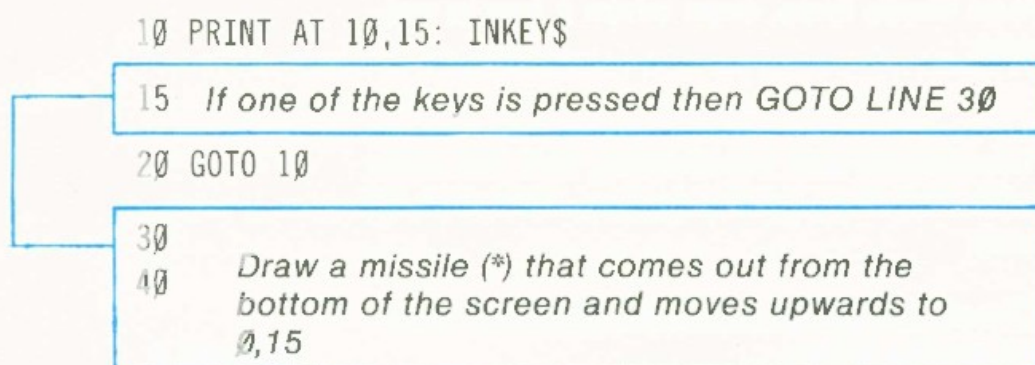 10 PRINT AT 10,15: INKEY$
15 If one of the keys is pressed then GOTO LINE 30
20 GOTO 10
30
40 Draw a missile (*) that comes out from the
bottom of the screen and moves upwards to
0,15